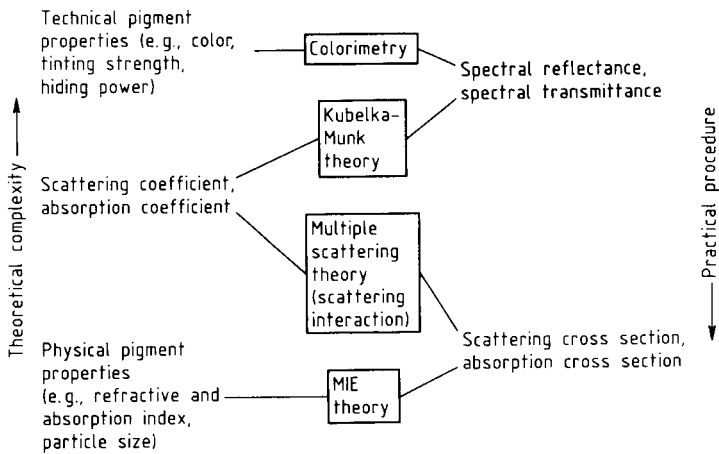 Technical pigment
properties (e.g., color,
tinting strength,
hiding power)
Colorimetry
Spectral reflectance,
spectral transmittance
Kubelka-
Munk
theory
Scattering coefficient,
absorption coefficient
Multiple
scattering
theory
(scattering
interaction)
Scattering cross section,
absorption cross section
Physical pigment
properties
(e.g., refractive and
absorption index,
particle size)
MIE
theory
Theoretical complexity
Practical procedure